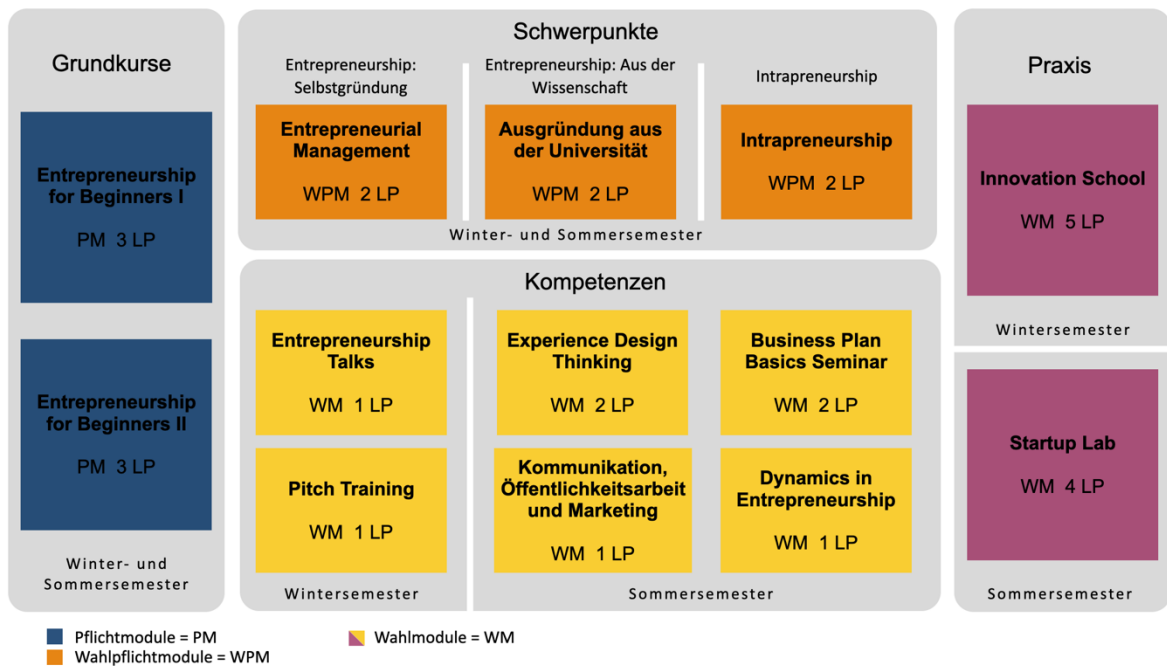 Grundkurse
Entrepreneurship
for Beginners I
PM 3 LP
Entrepreneurship
for Beginners II
PM 3 LP
Winter- und
Sommersemester
Schwerpunkte
Entrepreneurship:
Selbstgründung
Entrepreneurial
Management
WPM 2 LP
Entrepreneurship: Aus der
Wissenschaft
Ausgründung aus
der Universität
WPM 2 LP
Intrapreneurship
Intrapreneurship
WPM 2 LP
Winter- und Sommersemester
Kompetenzen
Entrepreneurship
Talks
WM 1 LP
Experience Design
Thinking
WM 2 LP
Business Plan
Basics Seminar
WM 2 LP
Pitch Training
WM 1 LP
Kommunikation,
Öffentlichkeitsarbeit
und Marketing
WM 1 LP
Dynamics in
Entrepreneurship
WM 1 LP
Wintersemester
Sommersemester
Praxis
Innovation School
WM 5 LP
Wintersemester
Startup Lab
WM 4 LP
Sommersemester
Pflichtmodule = PM
Wahlpflichtmodule = WPM
Wahlmodule = WM